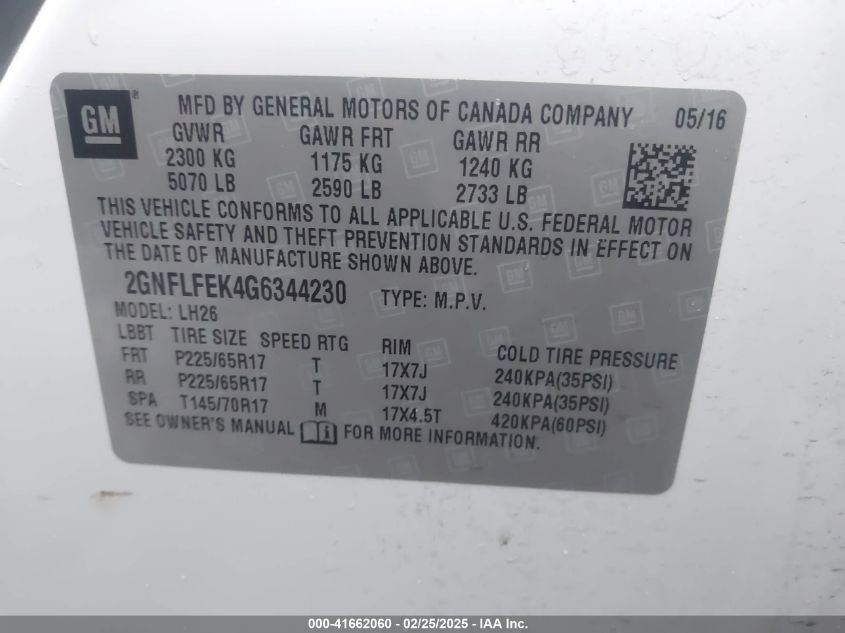 GM ® MFD BY GENERAL MOTORS OF CANADA COMPANY 05/16
GVWR GAWR FRT GAWR RR
2300 KG 1175 KG 1240 KG
5070 LB 2590 LB 2733 LB
THIS VEHICLE CONFORMS TO ALL APPLICABLE U.S. FEDERAL MOTOR
VEHICLE SAFETY AND THEFT PREVENTION STANDARDS IN EFFECT ON
THE DATE OF MANUFACTURE SHOWN ABOVE.
2GNFLFEK4G6344230 TYPE: M.P.V.
MODEL: LH26
LBBT TIRE SIZE SPEED RTG RIM COLD TIRE PRESSURE
FRT P225/65R17 T 17X7J 240KPA(35PSI)
RR P225/65R17 T 17X7J 240KPA(35PSI)
SPA T145/70R17 M 17X4.5T 420KPA(60PSI)
SEE OWNER'S MANUAL FOR MORE INFORMATION.
000-41662060 - 02/25/2025 - IAA Inc.